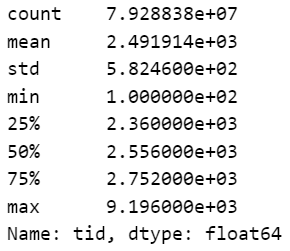 count    7.928838e+07
mean     2.491914e+03
std      5.824600e+02
min      1.000000e+02
25%      2.360000e+03
50%      2.556000e+03
75%      2.752000e+03
max      9.196000e+03
Name: tid, dtype: float64